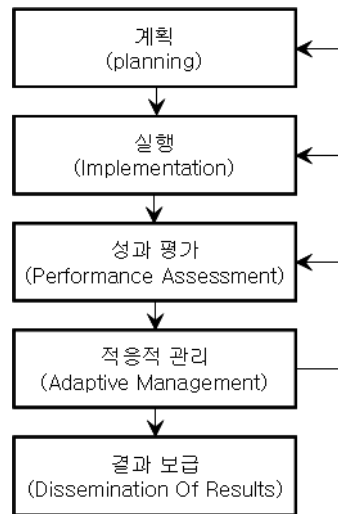 계획
(planning)
실행
(Implementation)
성과 평가
(Performance Assessment)
적응적 관리
(Adaptive Management)
결과 보급
(Dissemination Of Results)